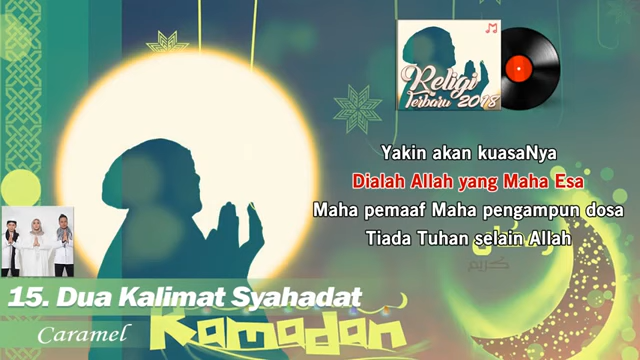 Religi
Terbaru 2018
Yakin akan kuasaNya
Dialah Allah yang Maha Esa
Maha pemaaf Maha pengampun dosa
Tiada Tuhan selain Allah
كريم
15. Dua Kalimat Syahadat
Caramel
Ramadan